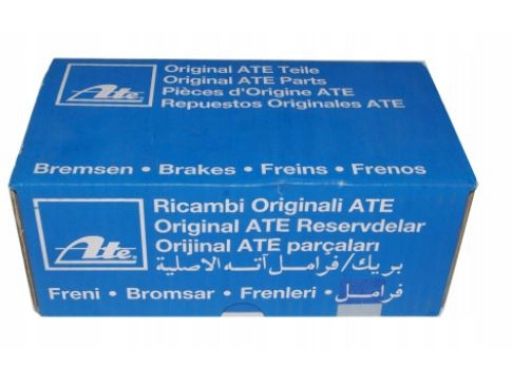 Ate
Original ATE Teile
Original ATE Parts
Pièces d'Origine ATE
Repuestos Originales ATE
Bremsen • Brakes • Freins • Frenos
Ate
Ricambi Originali ATE
Original ATE Reservdelar
Orijinal ATE parçaları
بريك/فرامل آته الاصلية
Freni • Bromsar • Frenleri • فرامل